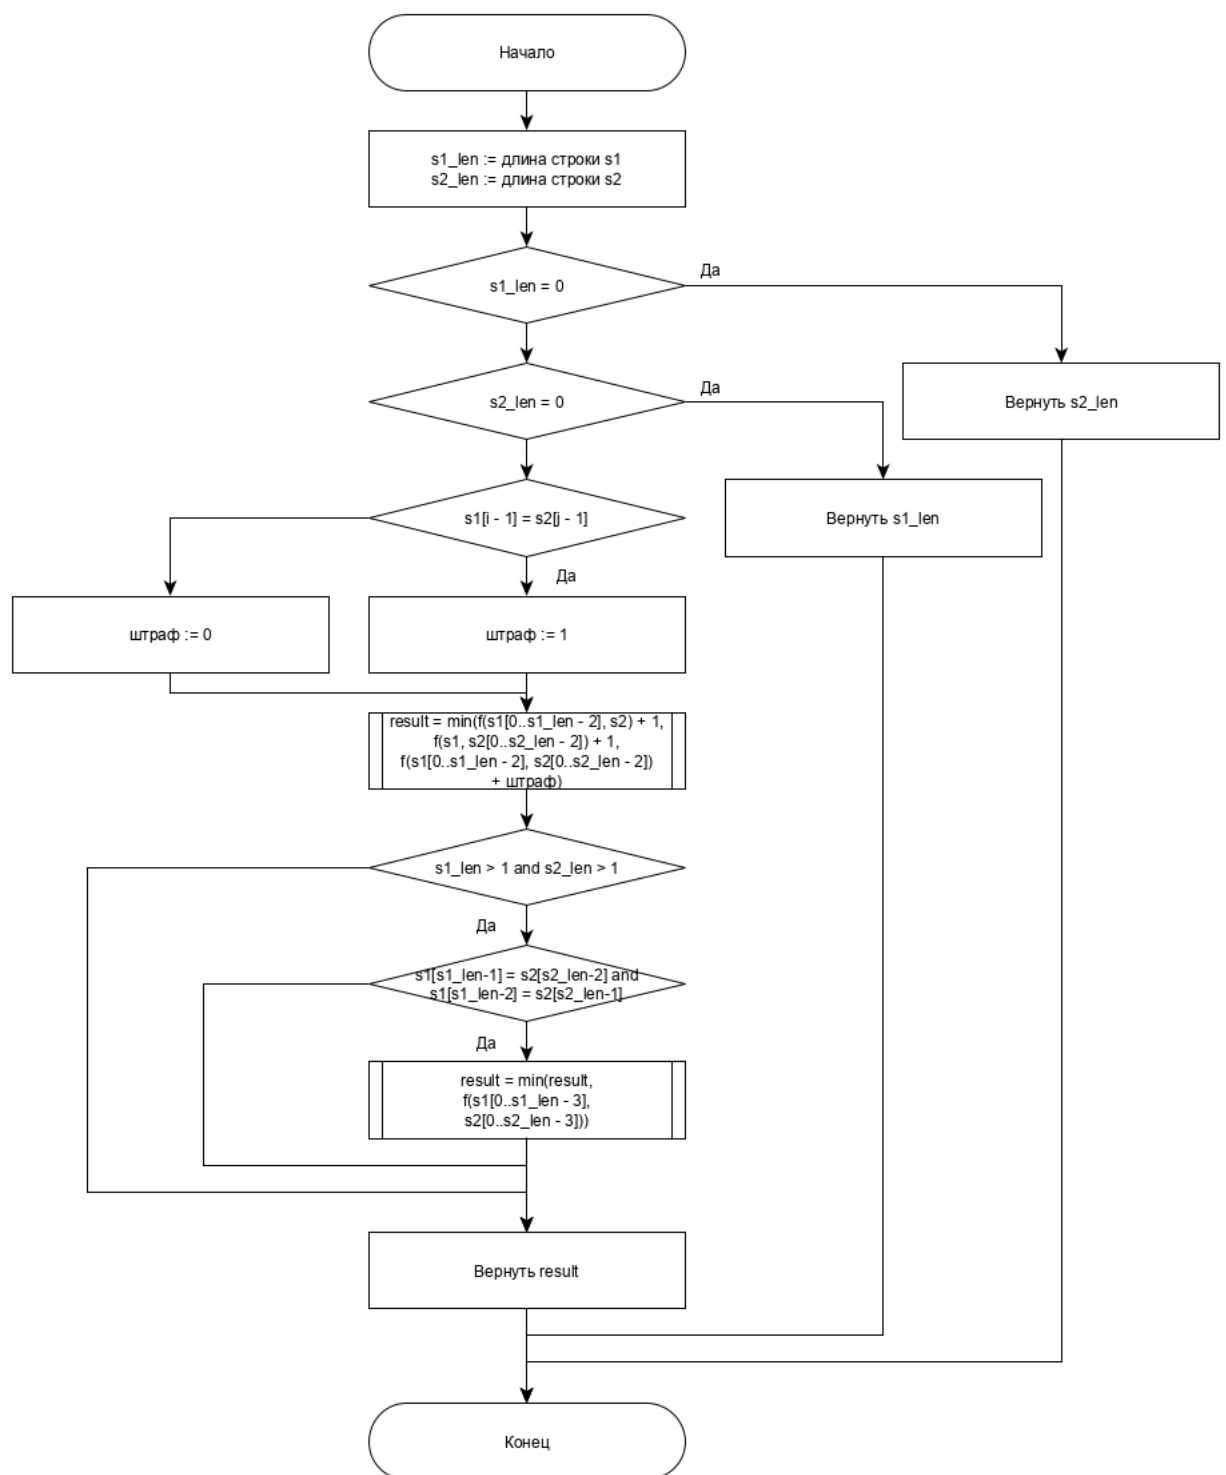 Начало
s1_len := длина строки s1
s2_len := длина строки s2
s1_len = 0
Да
Вернуть s2_len
s2_len = 0
Да
Вернуть s1_len
s1[i - 1] = s2[j - 1]
Да
штраф := 0
штраф := 1
result = min(f(s1[0..s1_len - 2], s2) + 1,
f(s1, s2[0..s2_len - 2]) + 1,
f(s1[0..s1_len - 2], s2[0..s2_len - 2])
+ штраф)
s1_len > 1 and s2_len > 1
Да
s1[s1_len-1] = s2[s2_len-2] and
s1[s1_len-2] = s2[s2_len-1]
Да
result = min(result,
f(s1[0..s1_len - 3],
s2[0..s2_len - 3]))
Вернуть result
Конец